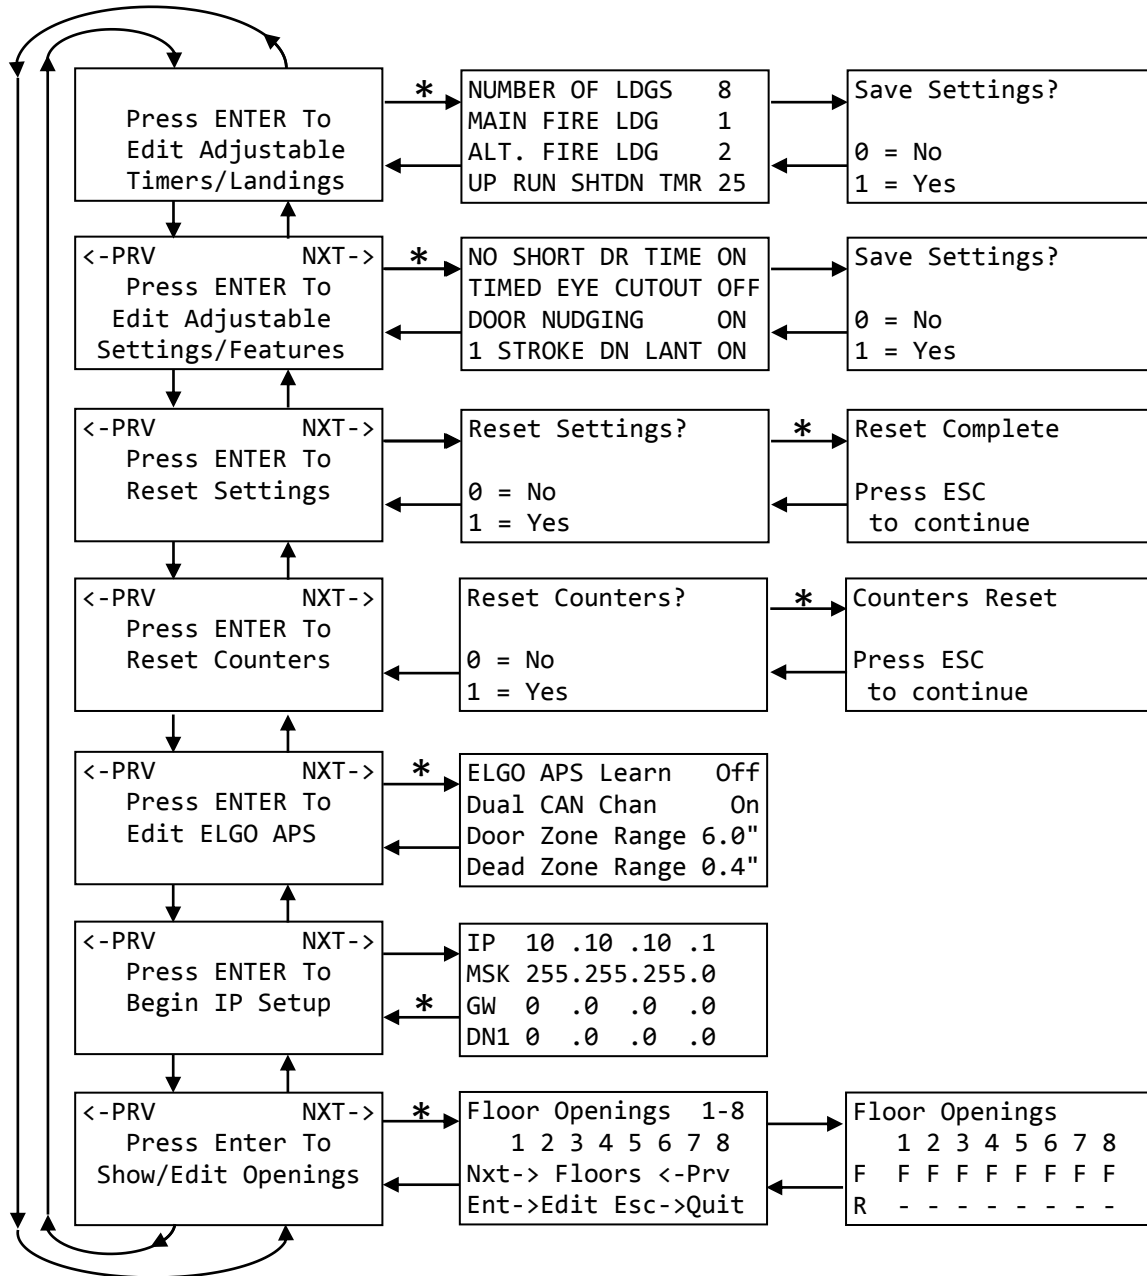 Press ENTER To
Edit Adjustable
Timers/Landings
*
NUMBER OF LDGS 8
MAIN FIRE LDG 1
ALT. FIRE LDG 2
UP RUN SHTDN TMR 25
Save Settings?
0 = No
1 = Yes
<-PRV NXT->
Press ENTER To
Edit Adjustable
Settings/Features
*
NO SHORT DR TIME ON
TIMED EYE CUTOUT OFF
DOOR NUDGING ON
1 STROKE DN LANT ON
Save Settings?
0 = No
1 = Yes
<-PRV NXT->
Press ENTER To
Reset Settings
Reset Settings?
0 = No
1 = Yes
*
Reset Complete
Press ESC
to continue
<-PRV NXT->
Press ENTER To
Reset Counters
Reset Counters?
0 = No
1 = Yes
*
Counters Reset
Press ESC
to continue
<-PRV NXT->
Press ENTER To
Edit ELGO APS
*
ELGO APS Learn Off
Dual CAN Chan On
Door Zone Range 6.0"
Dead Zone Range 0.4"
<-PRV NXT->
Press ENTER To
Begin IP Setup
*
IP 10 .10 .10 .1
MSK 255.255.255.0
GW 0 .0 .0 .0
DN1 0 .0 .0 .0
<-PRV NXT->
Press Enter To
Show/Edit Openings
*
Floor Openings 1-8
1 2 3 4 5 6 7 8
Nxt-> Floors <-Prv
Ent->Edit Esc->Quit
Floor Openings
1 2 3 4 5 6 7 8
F F F F F F F F F
R - - - - - - - -